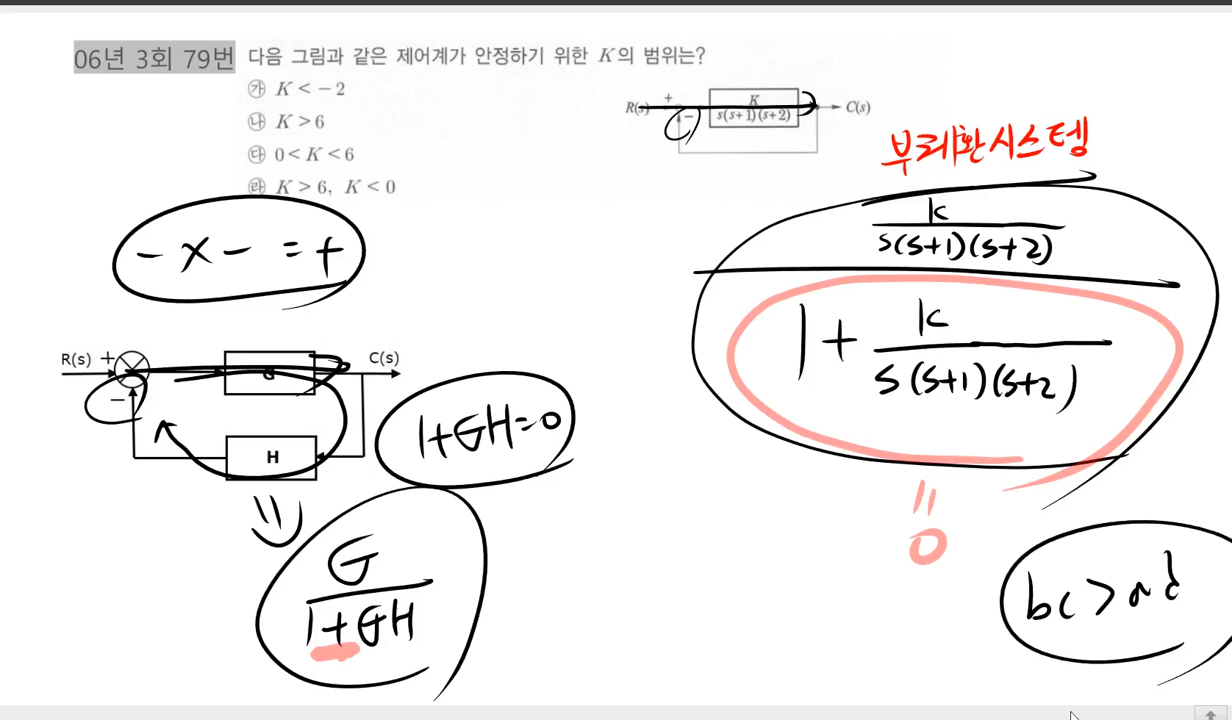 06년 3회 79번 다음 그림과 같은 제어계가 안정하기 위한 K의 범위는?
㉮ K < -2
㉯ K > 6
㉰ 0 < K < 6
㉱ K > 6, K < 0
R(s) + - K C(s)
s(s+1)(s+2)
부궤환시스템
k
s(s+1)(s+2)
- × - = +
1 + k
s(s+1)(s+2)
R(s) + G C(s)
-
H
1+GH=0
= 0
G
1+GH
bc > ad